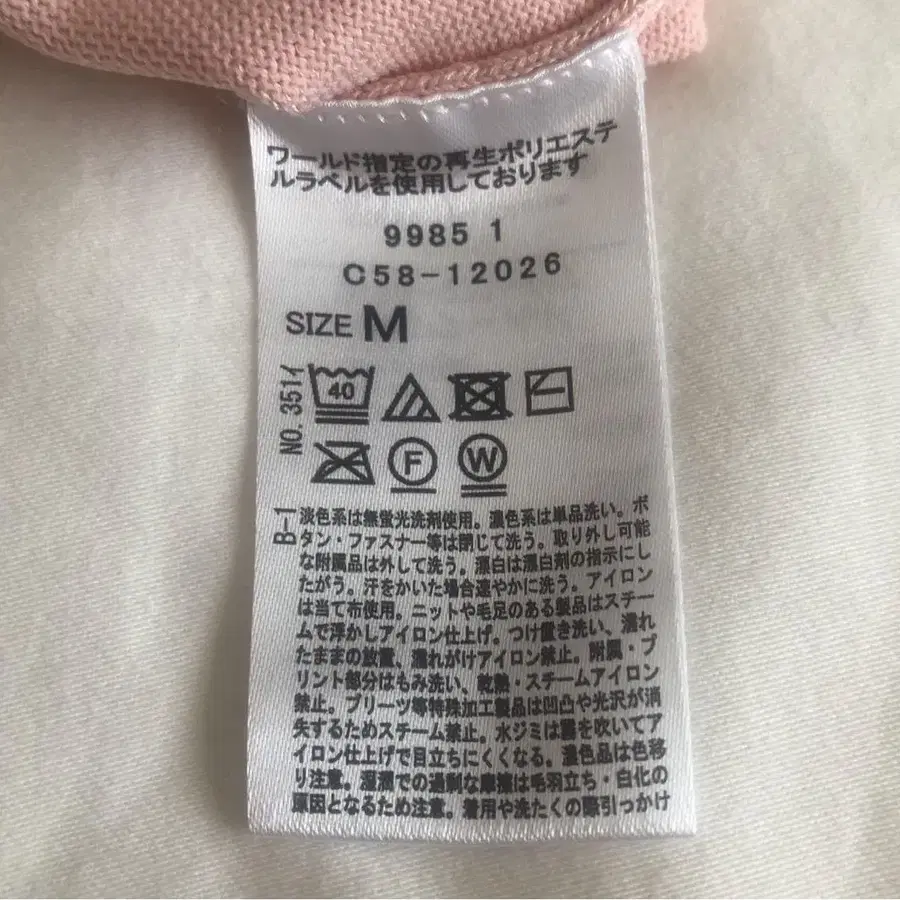 ワールド指定の再生ポリエステ
ルラベルを使用しております
9985 1
C58-12026
SIZE M
NO. 351イ
40
F W
B-1
淡色系は無蛍光洗剤使用。濃色系は単品洗い。ボ
タン・ファスナー等は閉じて洗う。取り外し可能
な附属品は外して洗う。漂白は漂白剤の指示にし
たがう。汗をかいた場合速やかに洗う。アイロン
は当て布使用。ニットや毛足のある製品はスチー
ムで浮かしアイロン仕上げ。つけ置き洗い、濡れ
たままの放置、濡れがけアイロン禁止。附属・プ
リント部分はもみ洗い、乾熱・スチームアイロン
禁止。プリーツ等特殊加工製品は凹凸や光沢が消
失するためスチーム禁止。水ジミは霧を吹いてア
イロン仕上げで目立ちにくくなる。濃色品は色移
り注意。湿潤での過剰な摩擦は毛羽立ち・白化の
原因となるため注意。着用や洗たくの際引っかけ